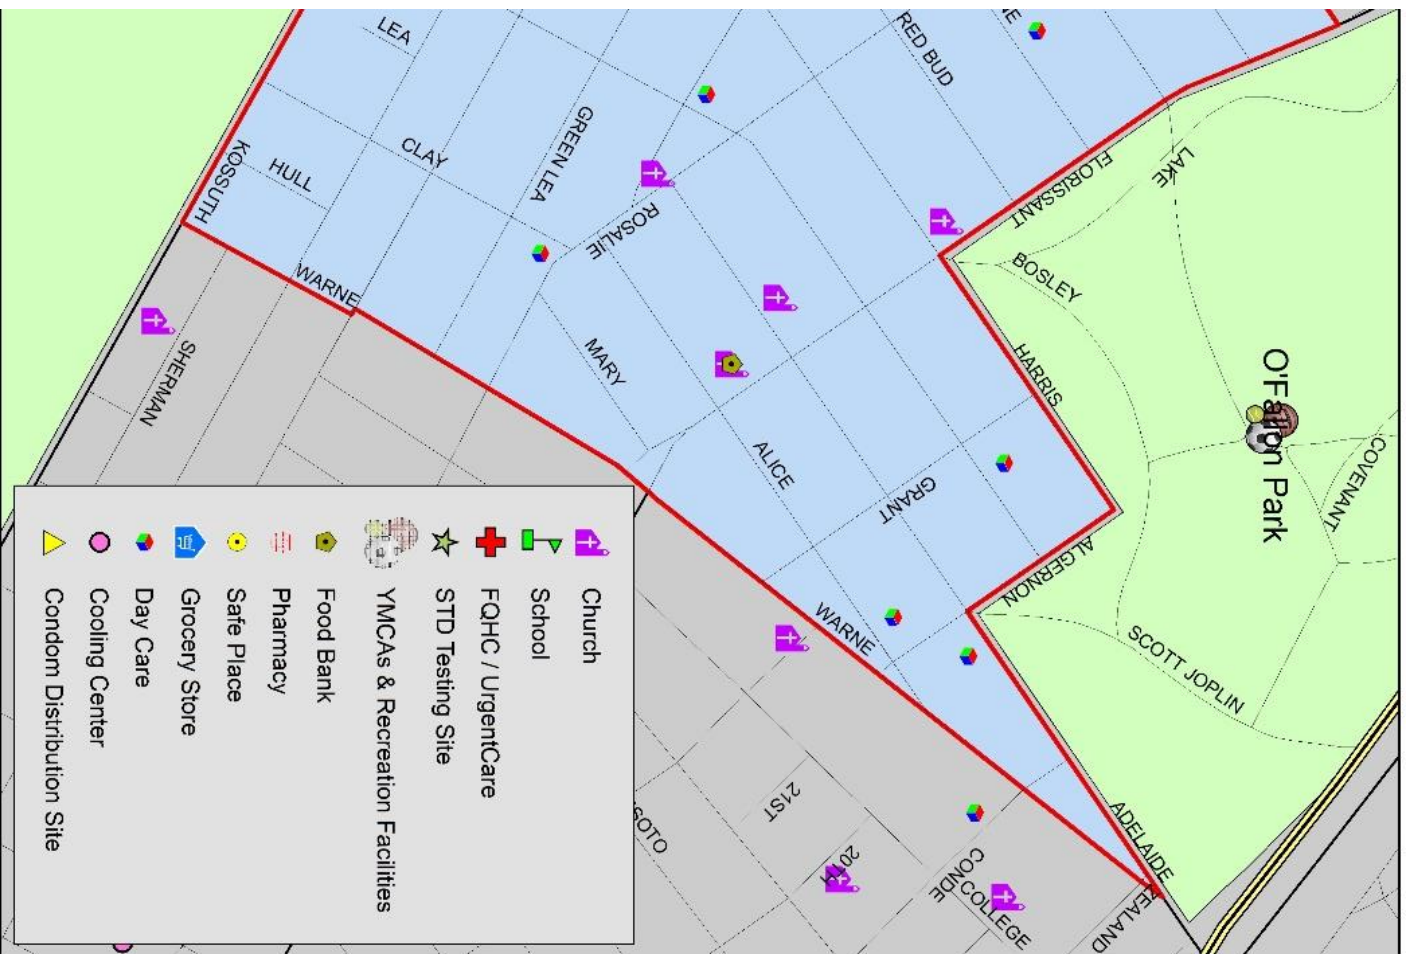 LEA
NE
RED BUD
GREEN LEA
CLAY
HULL
KOSSUTH
LAKE
FLORISSANT
ROSALIE
BOSLEY
WARNE
HARRIS
MARY
SHERMAN
O'Fallon Park
COVENANT
ALICE
GRANT
ALGERNON
WARNE
SCOTT JOPLIN
21ST
SOTO
20TH
ADELAIDE
CONDE
COLLEGE
EALAND
Church
School
FQHC / UrgentCare
STD Testing Site
YMCAs & Recreation Facilities
Food Bank
Pharmacy
Safe Place
Grocery Store
Day Care
Cooling Center
Condom Distribution Site